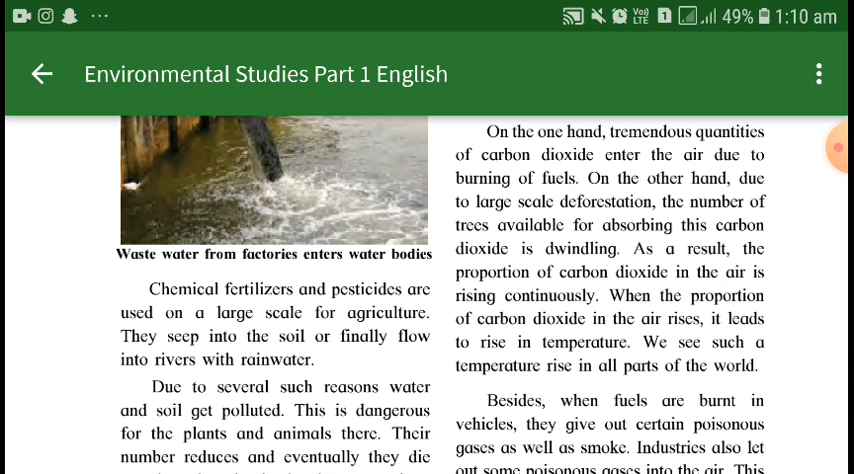 49% 1:10 am
Environmental Studies Part 1 English
Waste water from factories enters water bodies
Chemical fertilizers and pesticides are
used on a large scale for agriculture.
They seep into the soil or finally flow
into rivers with rainwater.
Due to several such reasons water
and soil get polluted. This is dangerous
for the plants and animals there. Their
number reduces and eventually they die
On the one hand, tremendous quantities
of carbon dioxide enter the air due to
burning of fuels. On the other hand, due
to large scale deforestation, the number of
trees available for absorbing this carbon
dioxide is dwindling. As a result, the
proportion of carbon dioxide in the air is
rising continuously. When the proportion
of carbon dioxide in the air rises, it leads
to rise in temperature. We see such a
temperature rise in all parts of the world.
Besides, when fuels are burnt in
vehicles, they give out certain poisonous
gases as well as smoke. Industries also let
out some poisonous gases into the air. This